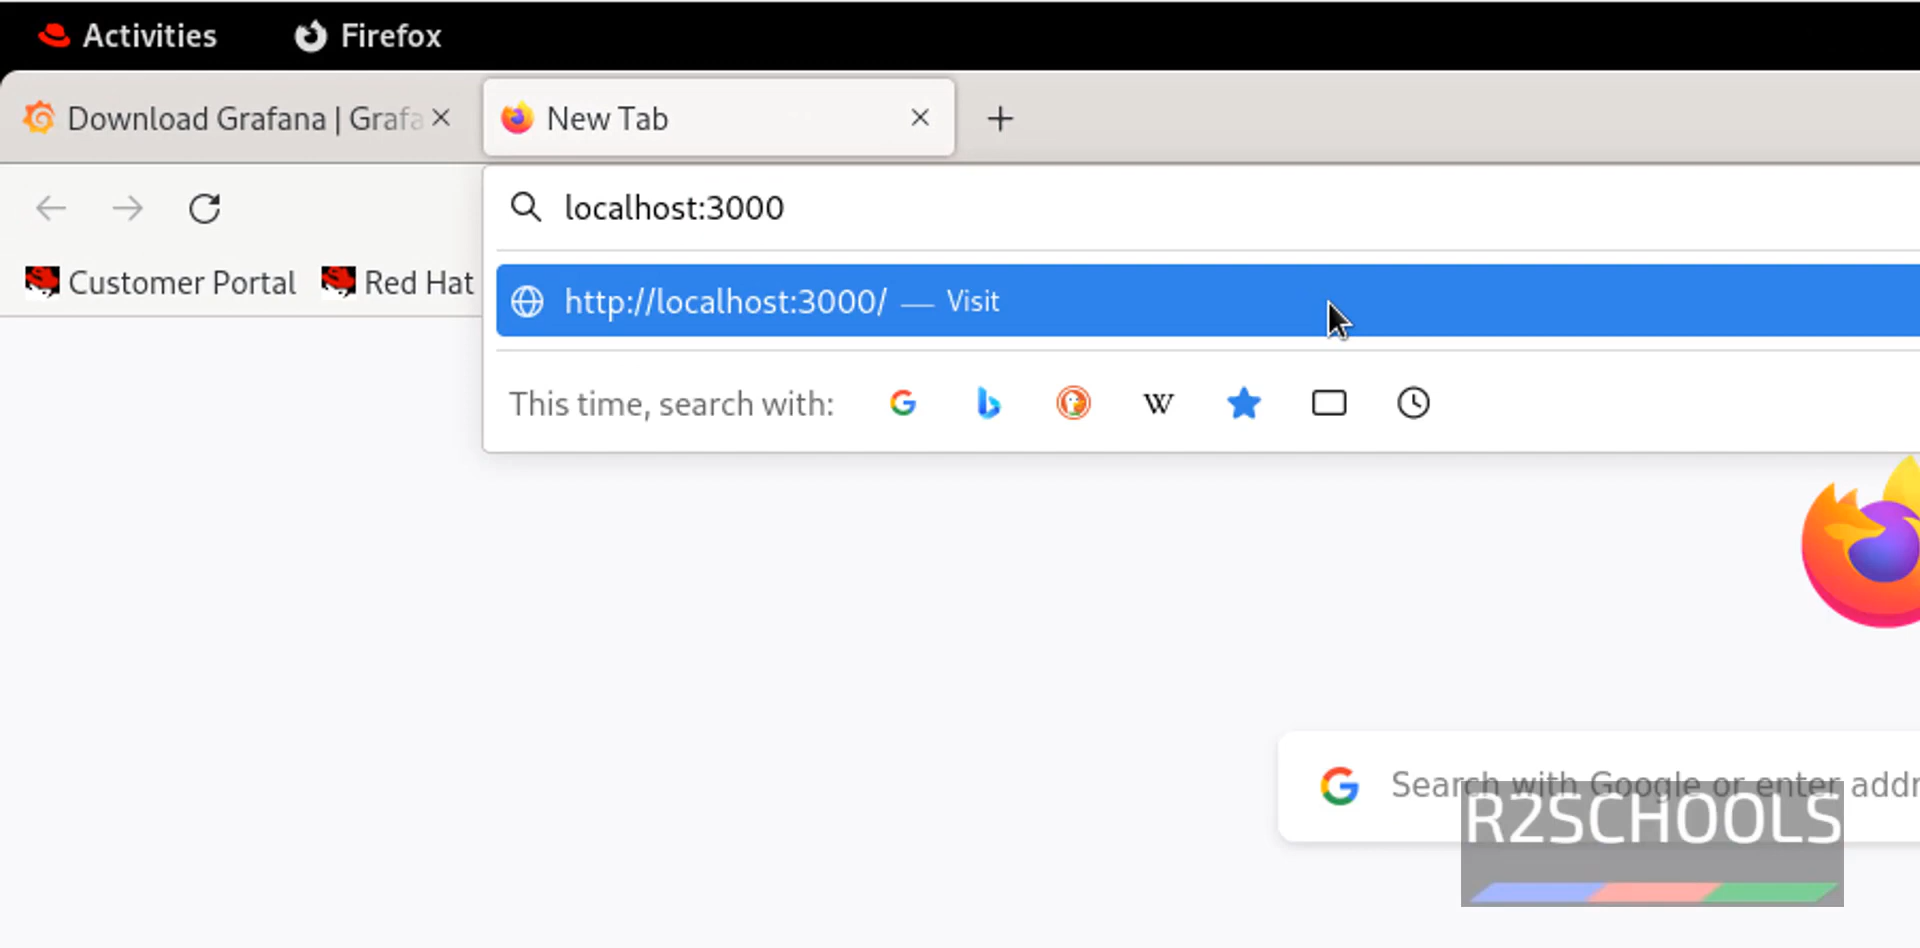 Activities Firefox
Download Grafana | Grafa New Tab
localhost:3000
Customer Portal Red Hat http://localhost:3000/ — Visit
This time, search with:
Search with Google or enter addr
R2SCHOOLS